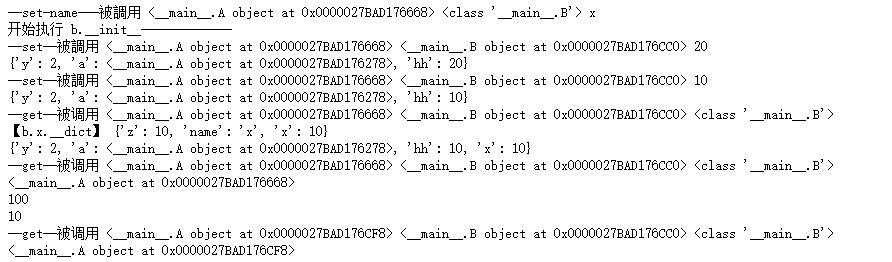 —set—name——被調用 <__main__.A object at 0x0000027BAD176668> <class '__main__.B'> x
开始执行 b.__init__——————————
—set—被調用 <__main__.A object at 0x0000027BAD176668> <__main__.B object at 0x0000027BAD176CC0> 20
{'y': 2, 'a': <__main__.A object at 0x0000027BAD176278>, 'hh': 20}
—set—被調用 <__main__.A object at 0x0000027BAD176668> <__main__.B object at 0x0000027BAD176CC0> 10
{'y': 2, 'a': <__main__.A object at 0x0000027BAD176278>, 'hh': 10}
—get—被调用 <__main__.A object at 0x0000027BAD176668> <__main__.B object at 0x0000027BAD176CC0> <class '__main__.B'>
【b.x.__dict】 {'z': 10, 'name': 'x', 'x': 10}
{'y': 2, 'a': <__main__.A object at 0x0000027BAD176278>, 'hh': 10, 'x': 10}
—get—被调用 <__main__.A object at 0x0000027BAD176668> <__main__.B object at 0x0000027BAD176CC0> <class '__main__.B'>
<__main__.A object at 0x0000027BAD176668>
100
10
—get—被调用 <__main__.A object at 0x0000027BAD176CF8> <__main__.B object at 0x0000027BAD176CC0> <class '__main__.B'>
<__main__.A object at 0x0000027BAD176CF8>